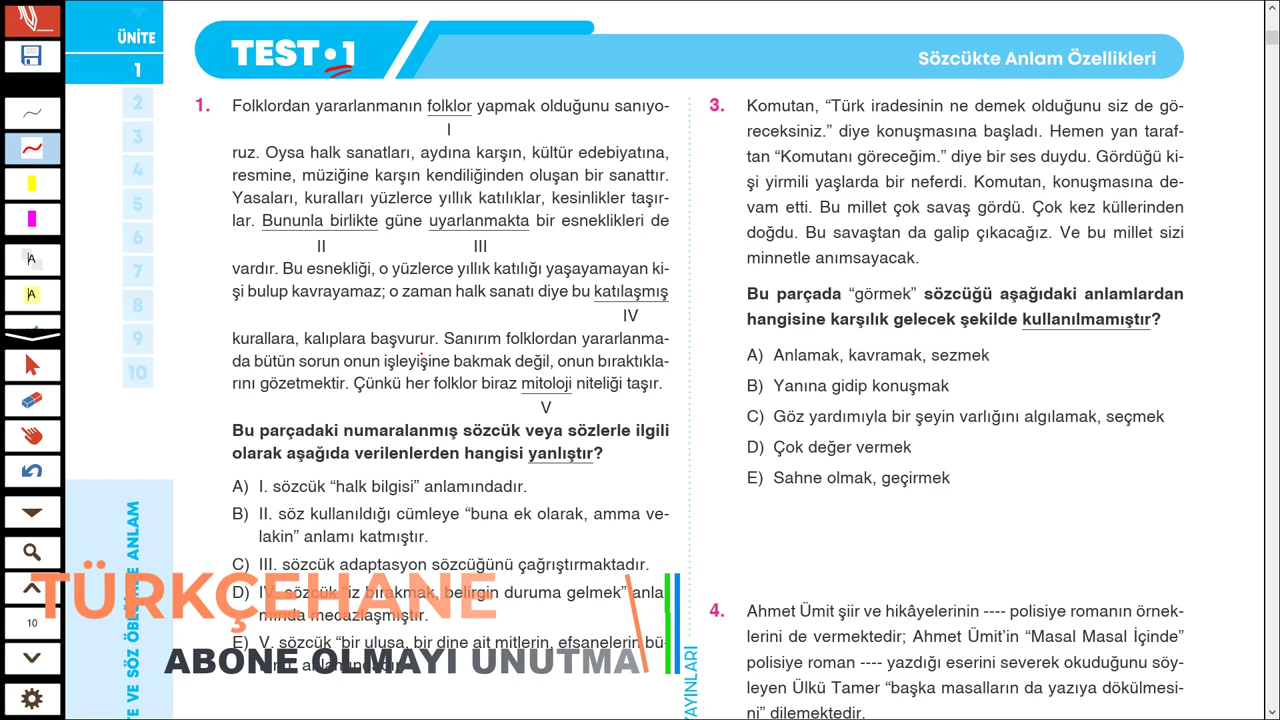 ÜNİTE
1
2
3
4
5
6
7
8
9
10
TEST•1
Sözcükte Anlam Özellikleri
1. Folklordan yararlanmanın folklor yapmak olduğunu sanıyo-
I
ruz. Oysa halk sanatları, aydına karşın, kültür edebiyatına,
resmine, müziğine karşın kendiliğinden oluşan bir sanattır.
Yasaları, kuralları yüzlerce yıllık katılıklar, kesinlikler taşır-
lar. Bununla birlikte güne uyarlanmakta bir esneklikleri de
II III
vardır. Bu esnekliği, o yüzlerce yıllık katılığı yaşayamayan ki-
şi bulup kavrayamaz; o zaman halk sanatı diye bu katılaşmış
IV
kurallara, kalıplara başvurur. Sanırım folklordan yararlanma-
da bütün sorun onun işleyişine bakmak değil, onun bıraktıkla-
rını gözetmektir. Çünkü her folklor biraz mitoloji niteliği taşır.
V
Bu parçadaki numaralanmış sözcük veya sözlerle ilgili
olarak aşağıda verilenlerden hangisi yanlıştır?
A) I. sözcük “halk bilgisi” anlamındadır.
B) II. söz kullanıldığı cümleye “buna ek olarak, amma ve-
lakin” anlamı katmıştır.
C) III. sözcük adaptasyon sözcüğünü çağrıştırmaktadır.
D) sözcük “iz bırakmak, belirgin duruma gelmek” anla
mecazlaşmıştır.
E) V. sözcük “bir ulusa, bir dine ait mitlerin, efsanelerin bü-
TÜRKÇEHANE
ABONE OLMAYI UNUTMA
3. Komutan, “Türk iradesinin ne demek olduğunu siz de gö-
receksiniz.” diye konuşmasına başladı. Hemen yan taraf-
tan “Komutanı göreceğim.” diye bir ses duydu. Gördüğü ki-
şi yirmili yaşlarda bir neferdi. Komutan, konuşmasına de-
vam etti. Bu millet çok savaş gördü. Çok kez küllerinden
doğdu. Bu savaştan da galip çıkacağız. Ve bu millet sizi
minnetle anımsayacak.
Bu parçada “görmek” sözcüğü aşağıdaki anlamlardan
hangisine karşılık gelecek şekilde kullanılmamıştır?
A) Anlamak, kavramak, sezmek
B) Yanına gidip konuşmak
C) Göz yardımıyla bir şeyin varlığını algılamak, seçmek
D) Çok değer vermek
E) Sahne olmak, geçirmek
4. Ahmet Ümit şiir ve hikâyelerinin ---- polisiye romanın örnek-
lerini de vermektedir; Ahmet Ümit’in “Masal Masal İçinde”
polisiye roman ---- yazdığı eserini severek okuduğunu söy-
leyen Ülkü Tamer “başka masalların da yazıya dökülmesi-
ni” dilemektedir.
YAYINLARI
A
A
10